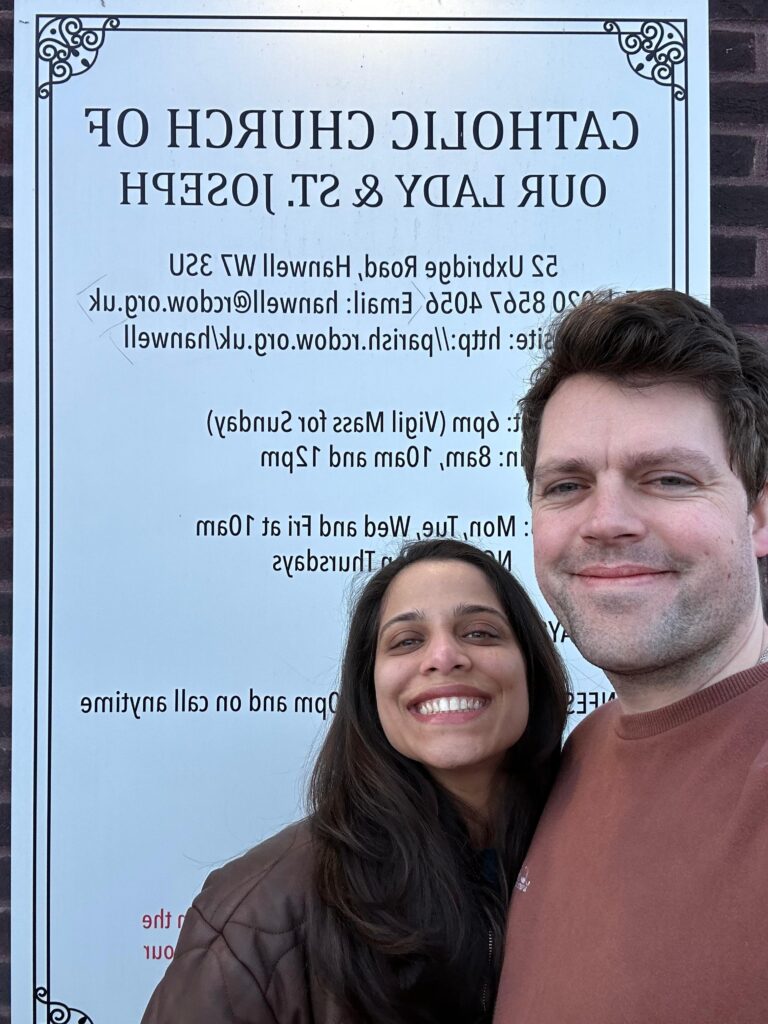 CATHOLIC CHURCH OF
OUR LADY & ST. JOSEPH
52 Uxbridge Road, Hanwell W7 3SU
020 8567 4056 Email: hanwell@rcdow.org.uk
http://parish.rcdow.org.uk/hanwell
6pm (Vigil Mass for Sunday)
8am, 10am and 12pm
Mon, Tue, Wed and Fri at 10am
Thursdays
and on call anytime
the
our